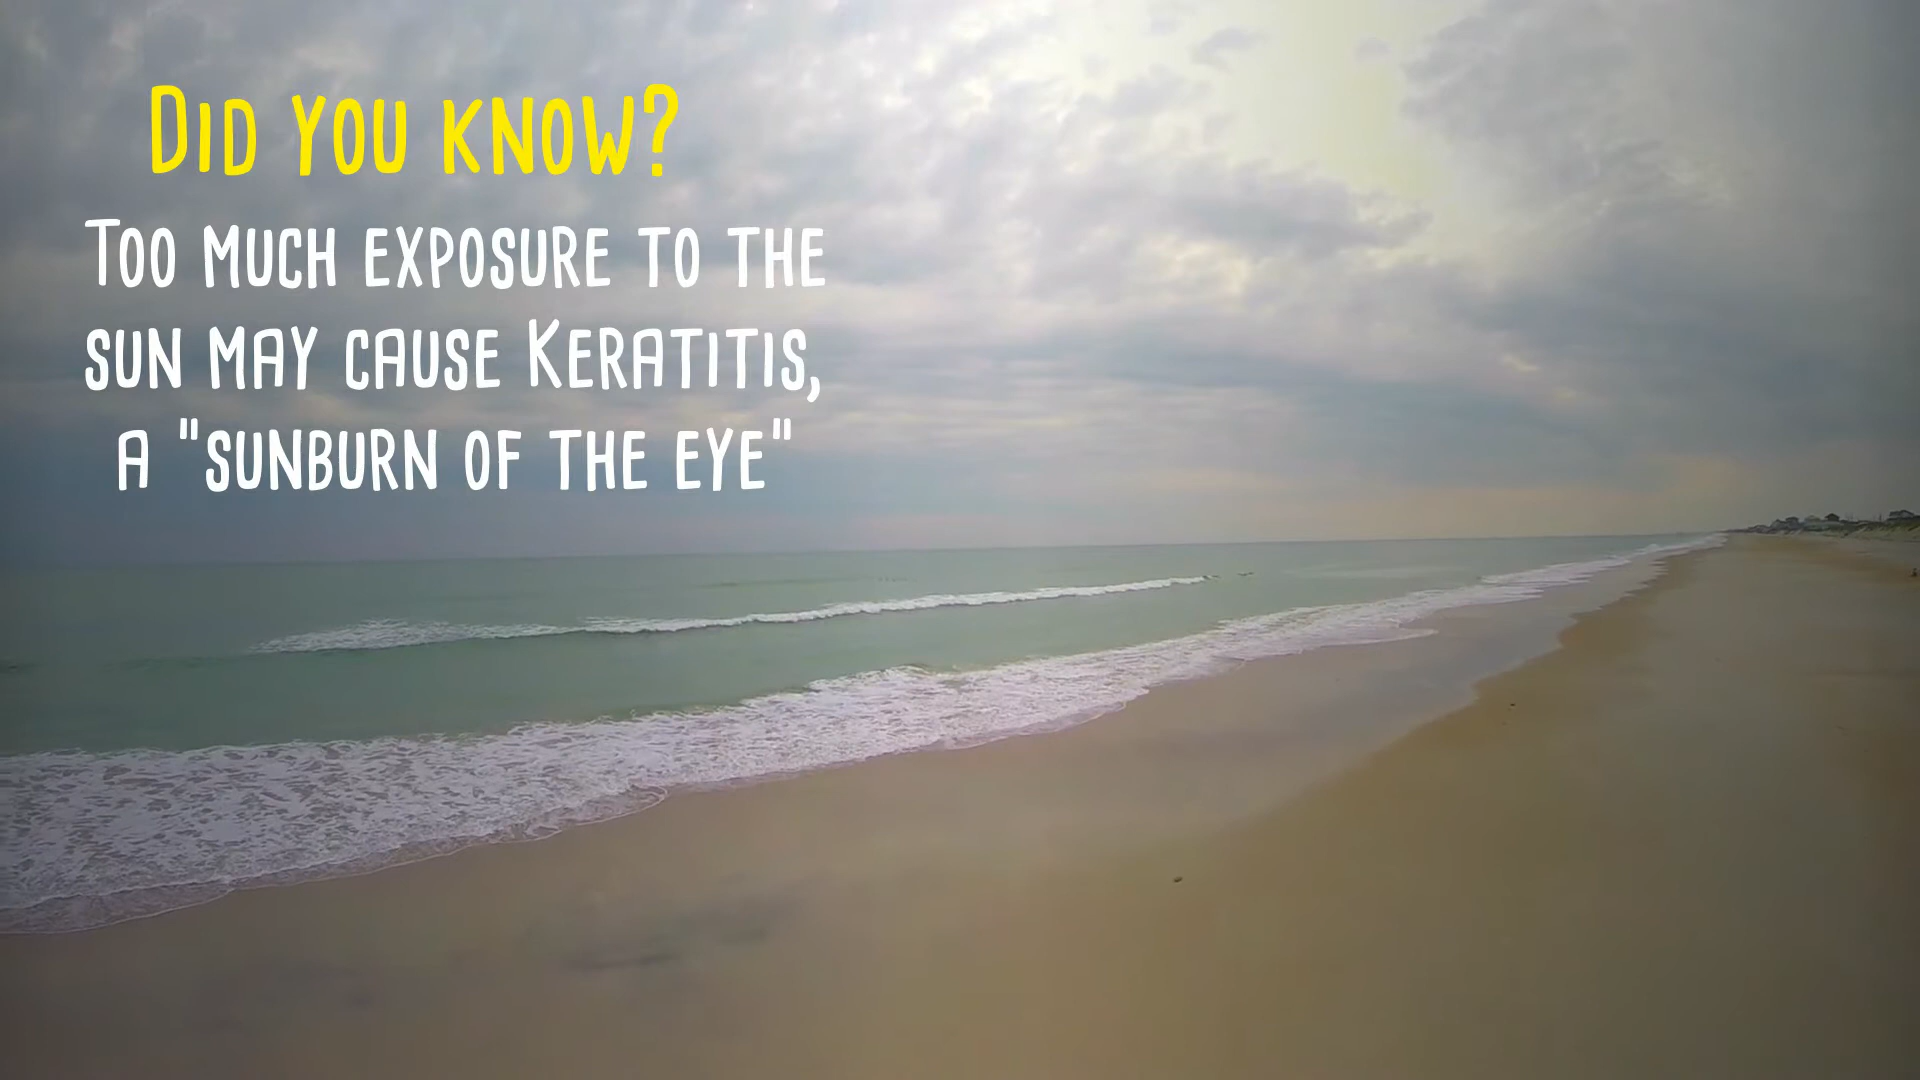 Did you know?
Too much exposure to the
sun may cause Keratitis,
a "sunburn of the eye"